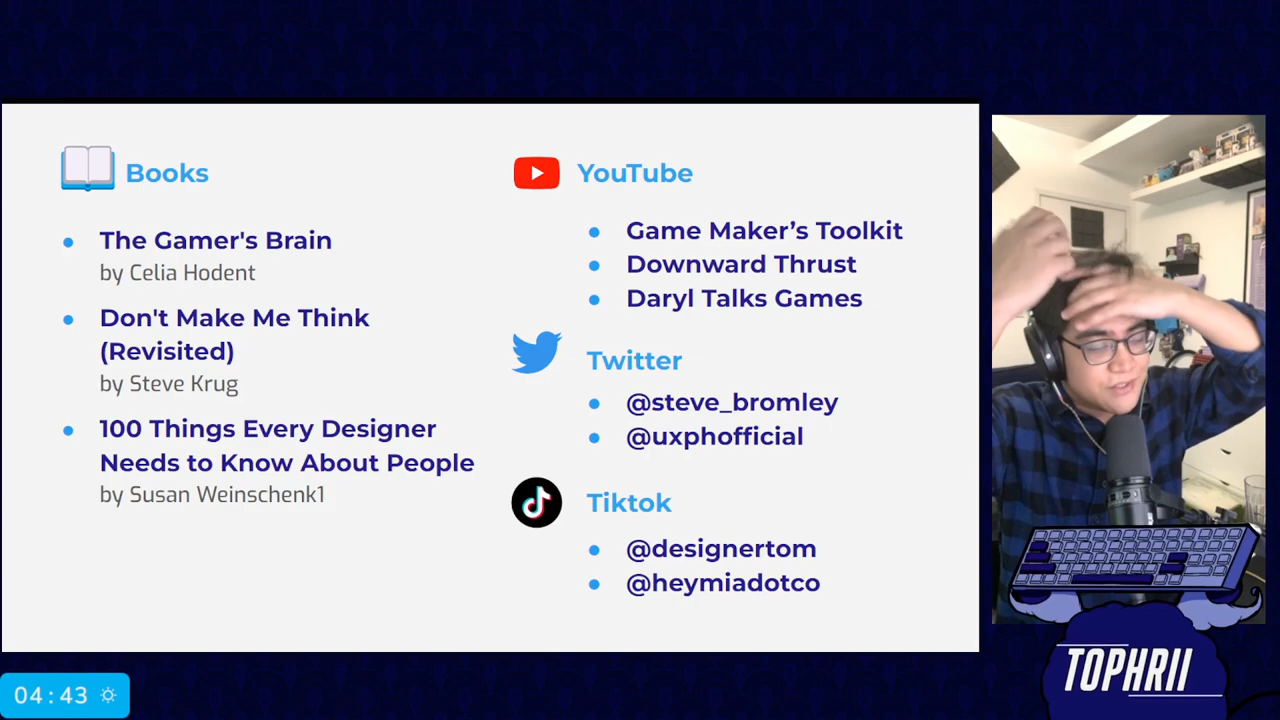 Books
The Gamer's Brain
by Celia Hodent
Don't Make Me Think
(Revisited)
by Steve Krug
100 Things Every Designer
Needs to Know About People
by Susan Weinschenk1
YouTube
Game Maker’s Toolkit
Downward Thrust
Daryl Talks Games
Twitter
@steve_bromley
@uxphofficial
Tiktok
@designertom
@heymiadotco
04:43
TOPHRII